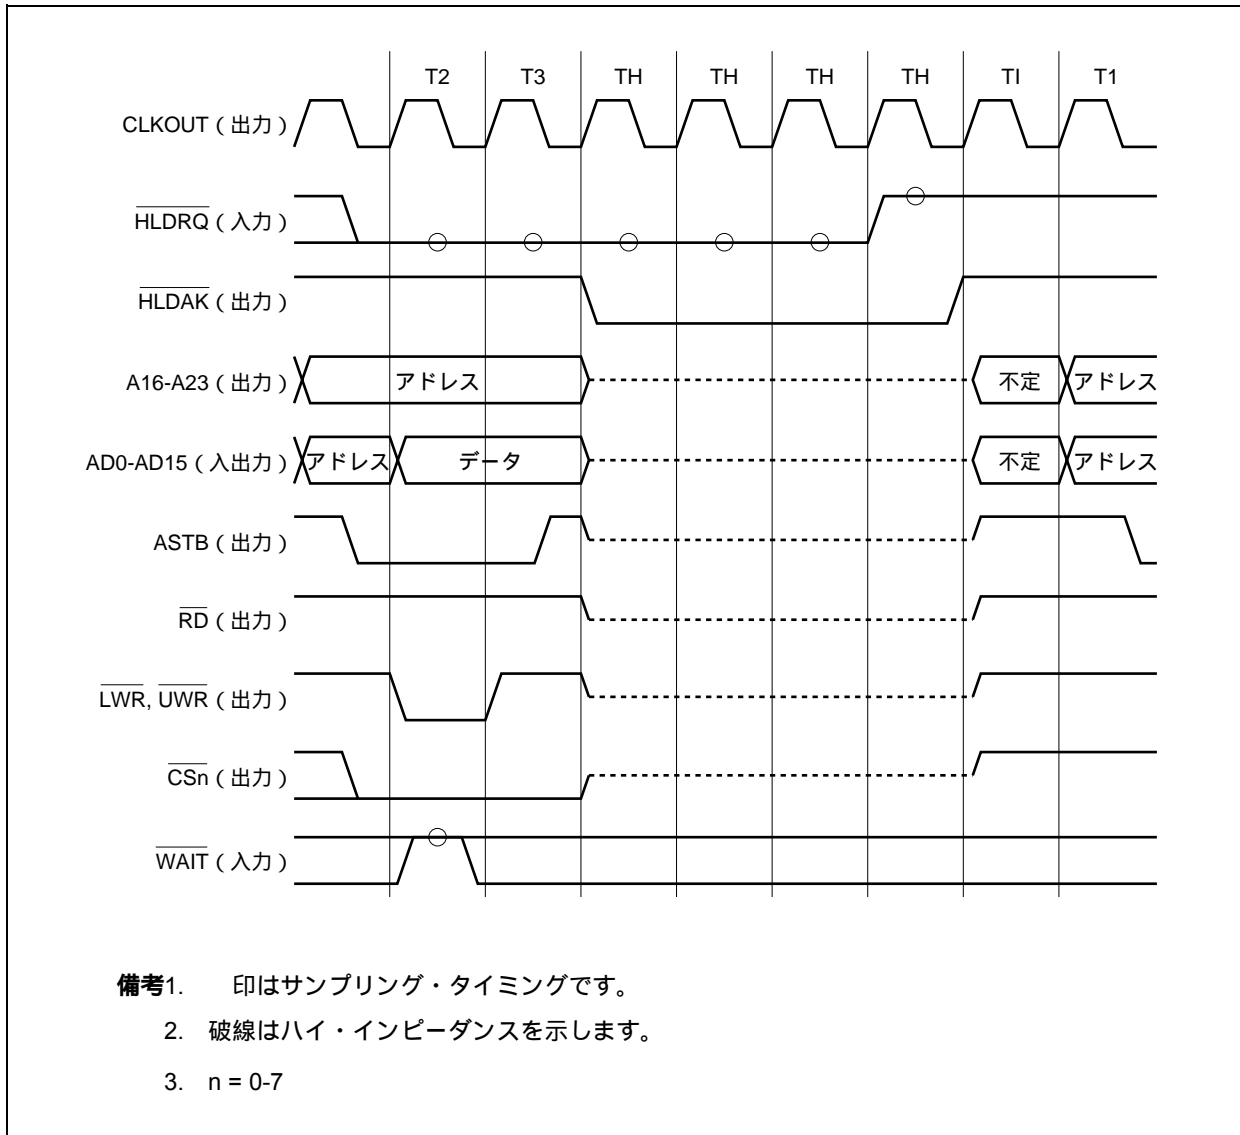 T2 T3 TH TH TH TH TI T1
CLKOUT（出力）
HLDRQ（入力）
HLDAK（出力）
A16-A23（出力） アドレス 不定 アドレス
AD0-AD15（入出力） アドレス データ 不定 アドレス
ASTB（出力）
RD（出力）
LWR, UWR（出力）
CSn（出力）
WAIT（入力）
備考1. 印はサンプリング・タイミングです。
2. 破線はハイ・インピーダンスを示します。
3. n = 0-7